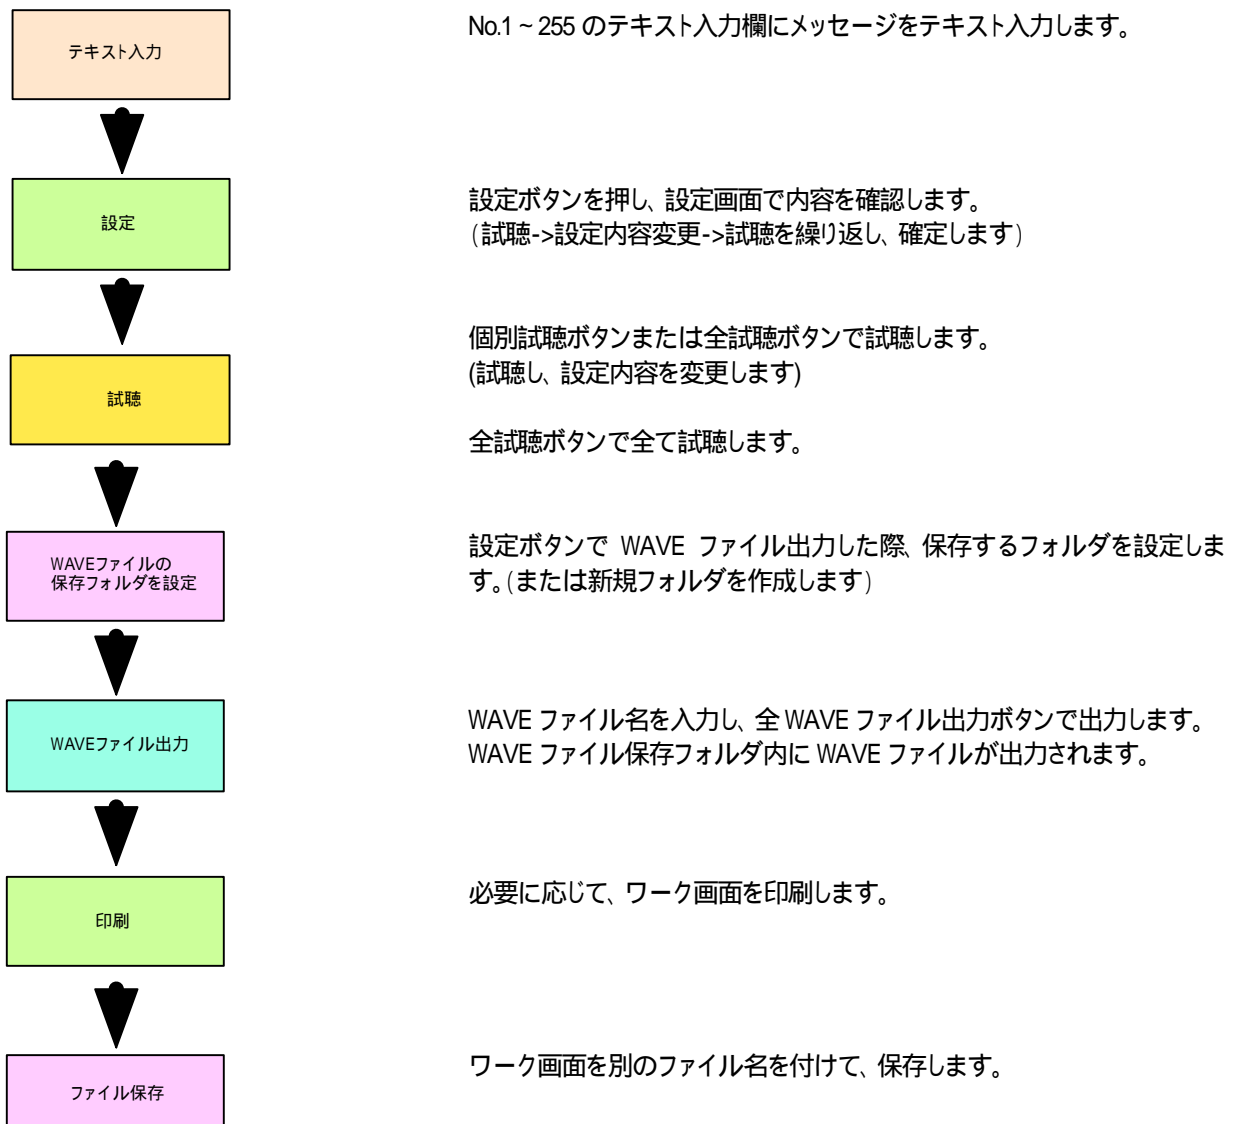 テキスト入力
No.1~255 のテキスト入力欄にメッセージをテキスト入力します。
設定
設定ボタンを押し、設定画面で内容を確認します。
(試聴->設定内容変更->試聴を繰り返し、確定します)
試聴
個別試聴ボタンまたは全試聴ボタンで試聴します。
(試聴し、設定内容を変更します)
全試聴ボタンで全て試聴します。
WAVEファイルの
保存フォルダを設定
設定ボタンで WAVE ファイル出力した際、保存するフォルダを設定しま
す。(または新規フォルダを作成します)
WAVEファイル出力
WAVE ファイル名を入力し、全 WAVE ファイル出力ボタンで出力します。
WAVE ファイル保存フォルダ内に WAVE ファイルが出力されます。
印刷
必要に応じて、ワーク画面を印刷します。
ファイル保存
ワーク画面を別のファイル名を付けて、保存します。